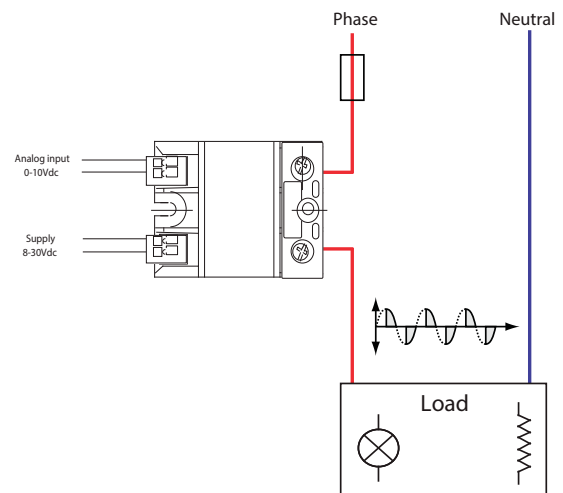 Phase
Neutral
Analog input
0-10Vdc
Supply
8-30Vdc
Load